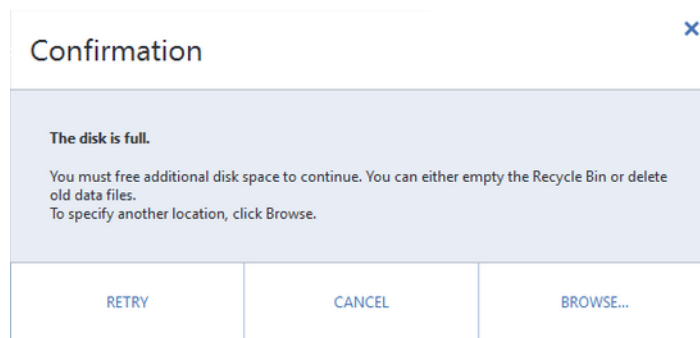 Confirmation
The disk is full.
You must free additional disk space to continue. You can either empty the Recycle Bin or delete
old data files.
To specify another location, click Browse.
RETRY
CANCEL
BROWSE...